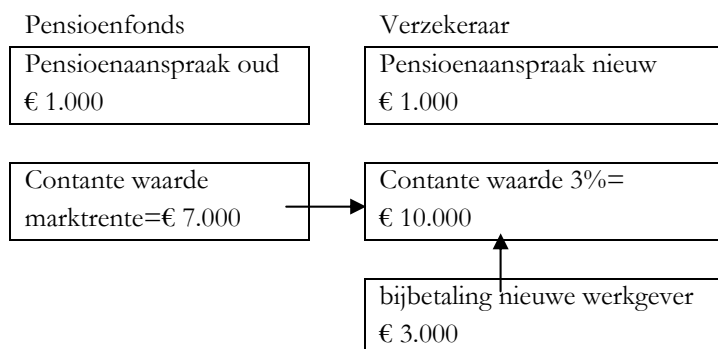 Pensioenfonds
Verzekeraar
Pensioenaanspraak oud
€ 1.000
Pensioenaanspraak nieuw
€ 1.000
Contante waarde
marktrente=€ 7.000
Contante waarde 3%=
€ 10.000
bijbetaling nieuwe werkgever
€ 3.000